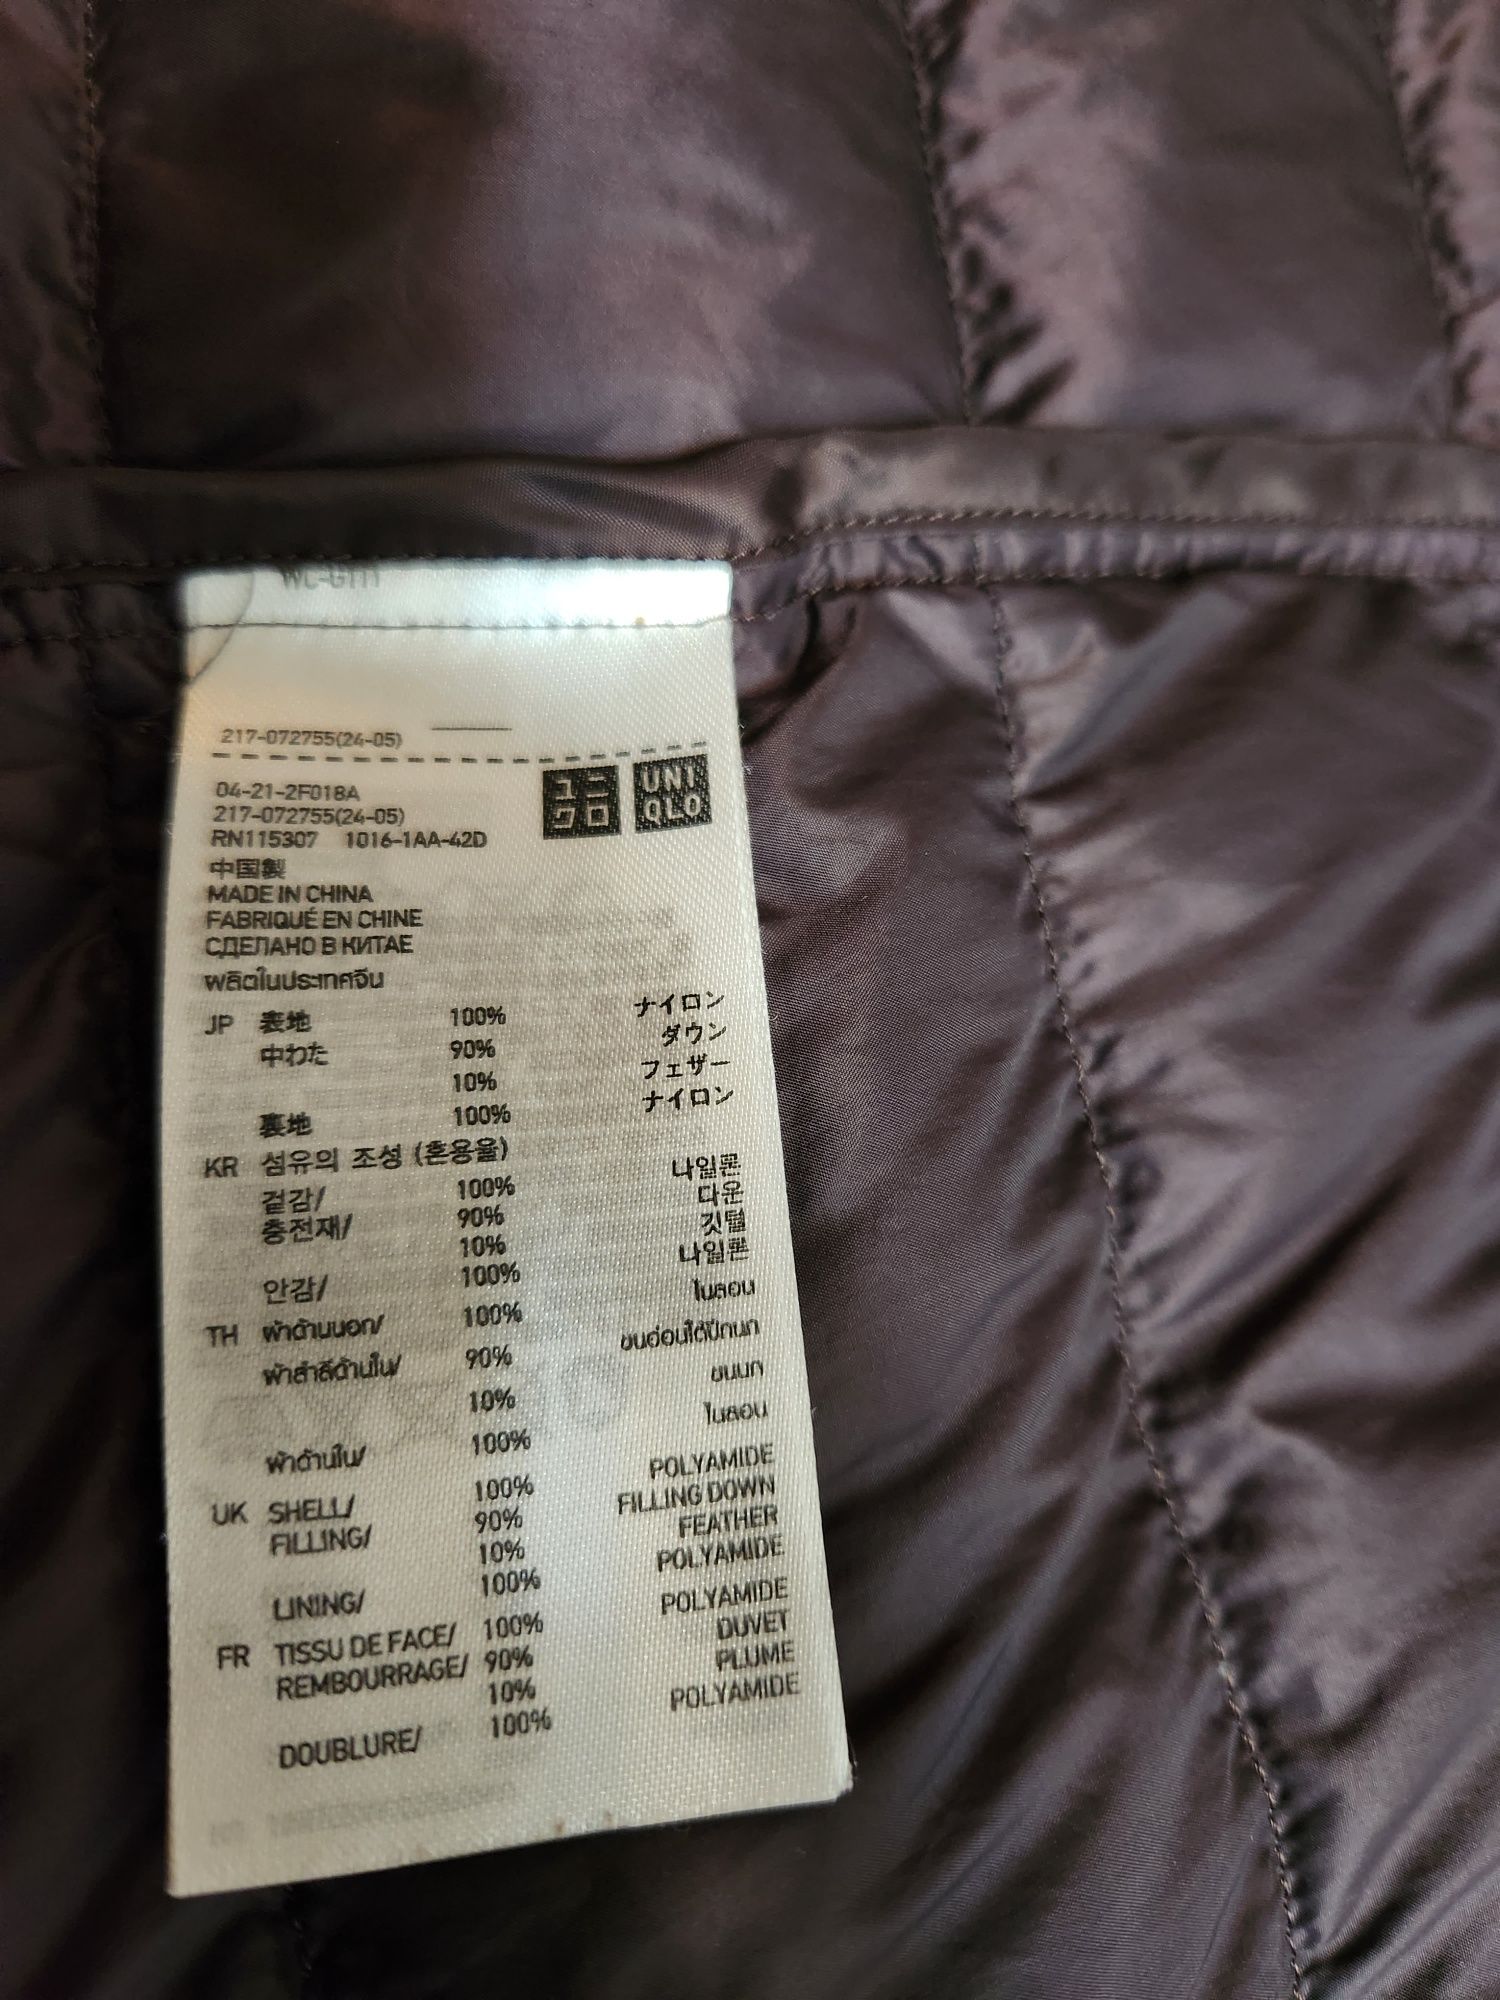 WC-GTT
217-072755(24-05)
04-21-2F018A
217-072755(24-05)
RN115307 1016-1AA-42D
ユニ
クロ
UNI
QLO
中国製
MADE IN CHINA
FABRIQUÉ EN CHINE
СДЕЛАНО В КИТАЕ
ผลิตในประเทศจีน
JP 表地 100% ナイロン
中わた 90% ダウン
10% フェザー
裏地 100% ナイロン
KR 섬유의 조성 (혼용율)
겉감/ 100% 나일론
충전재/ 90% 다운
10% 깃털
안감/ 100% 나일론
TH ผ้าด้านนอก/ 100% ไนลอน
ผ้าสำลีด้านใน/ 90% ขนอ่อนใต้ปีกนก
10% ขนนก
ผ้าด้านใน/ 100% ไนลอน
UK SHELL/ 100% POLYAMIDE
FILLING/ 90% FILLING DOWN
10% FEATHER
LINING/ 100% POLYAMIDE
FR TISSU DE FACE/ 100% POLYAMIDE
REMBOURRAGE/ 90% DUVET
10% PLUME
DOUBLURE/ 100% POLYAMIDE